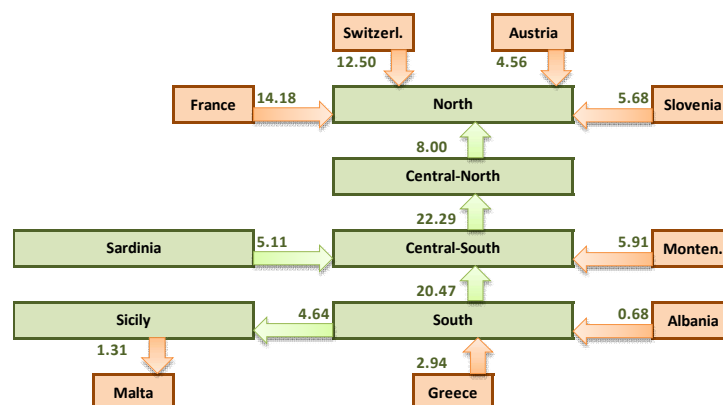 Switzerl. Austria
12.50 4.56
France 14.18 North 5.68 Slovenia
8.00
Central-North
22.29
Sardinia 5.11 Central-South 5.91 Monten.
20.47
Sicily 4.64 South 0.68 Albania
1.31 2.94
Malta Greece